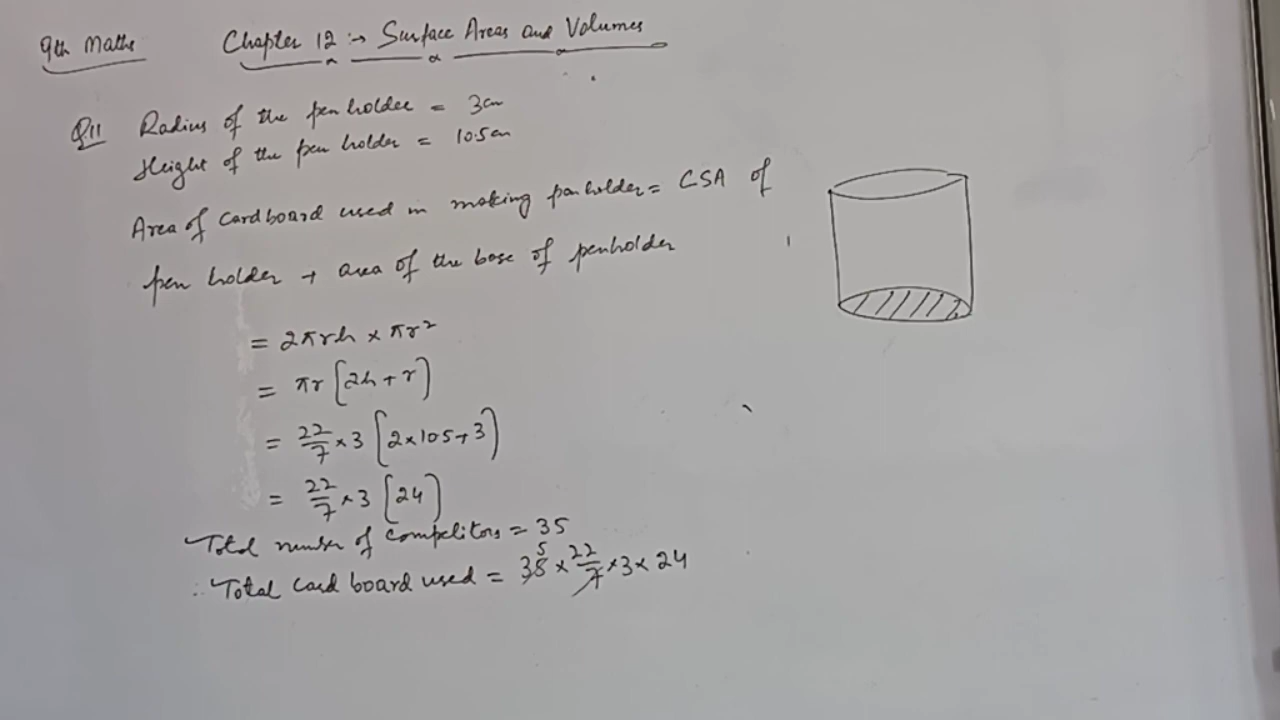 9th Maths Chapter 12 :→ Surface Areas and Volumes
Q11 Radius of the pen holder = 3cm
Height of the pen holder = 10.5cm
Area of cardboard used in making penholder = CSA of
pen holder + area of the base of penholder
= 2πrh × πr²
= πr [2h + r]
= 22/7 × 3 [2×10.5+3]
= 22/7 × 3 [24]
Total number of competitors = 35
∴ Total card board used = 35 5 × 22/7 × 3 × 24